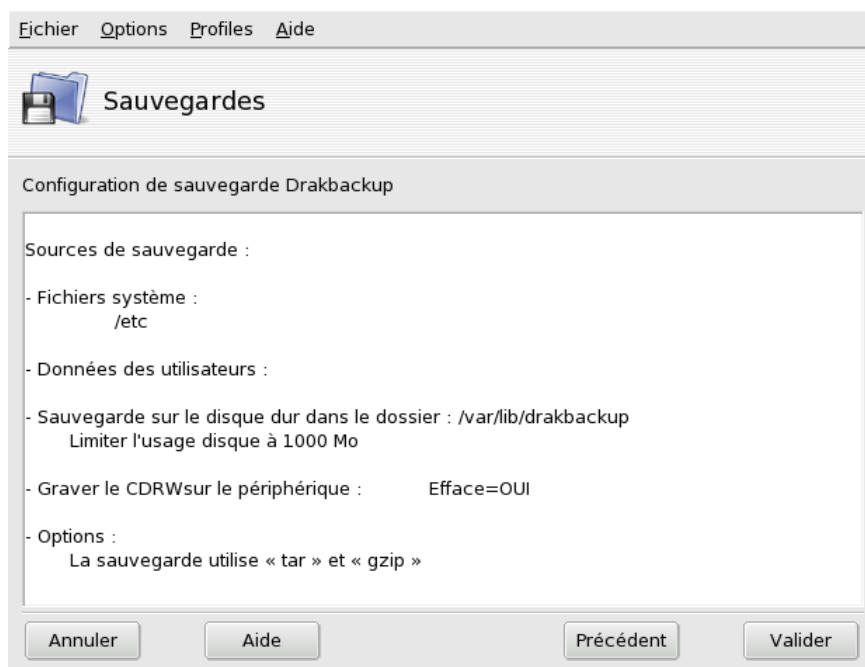 Fichier Options Profiles Aide
Sauvegardes
Configuration de sauvegarde Drakbackup
Sources de sauvegarde :
- Fichiers système :
/etc
- Données des utilisateurs :
- Sauvegarde sur le disque dur dans le dossier : /var/lib/drakbackup
Limiter l'usage disque à 1000 Mo
- Graver le CDRWsur le périphérique : Efface=OUI
- Options :
La sauvegarde utilise « tar » et « gzip »
Annuler Aide Précédent Valider